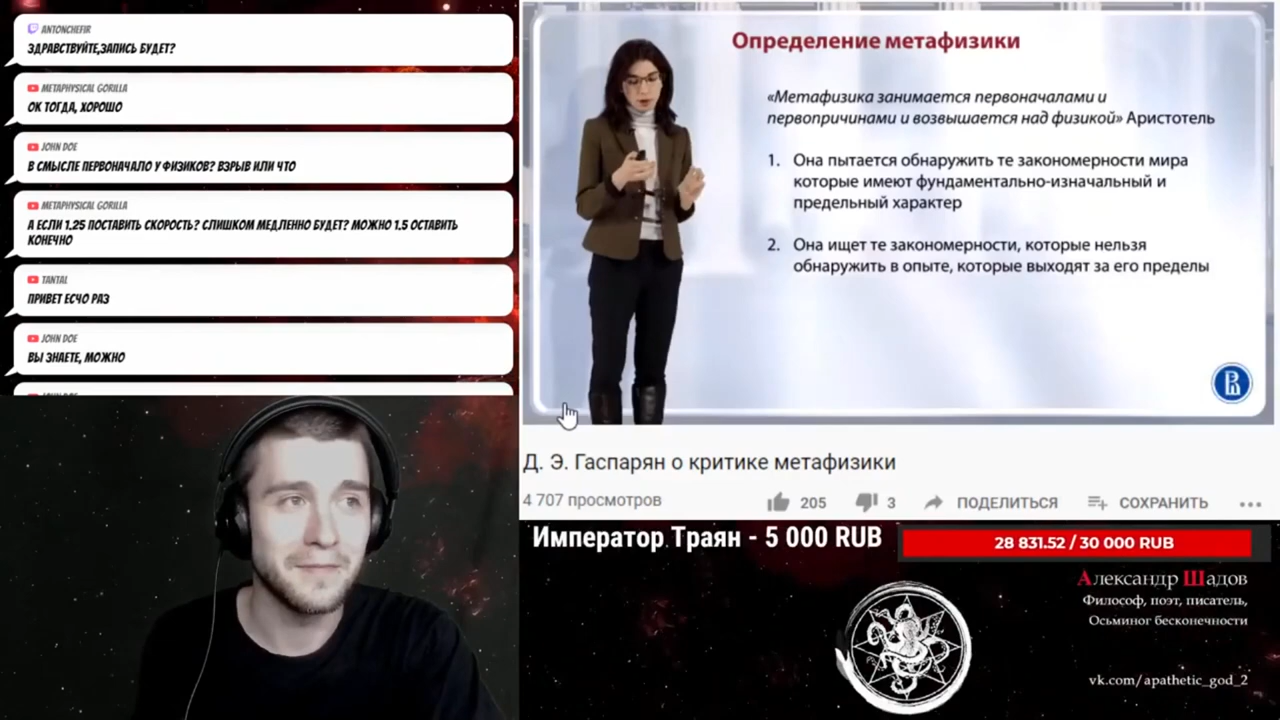 ANTONCHEFIR
ЗДРАВСТВУЙТЕ,ЗАПИСЬ БУДЕТ?
METAPHYSICAL GORILLA
ОК ТОГДА, ХОРОШО
JOHN DOE
В СМЫСЛЕ ПЕРВОНАЧАЛО У ФИЗИКОВ? ВЗРЫВ ИЛИ ЧТО
METAPHYSICAL GORILLA
А ЕСЛИ 1,25 ПОСТАВИТЬ СКОРОСТЬ? СЛИШКОМ МЕДЛЕННО БУДЕТ? МОЖНО 1,5 ОСТАВИТЬ
КОНЕЧНО
TANTAL
ПРИВЕТ ЕСЧО РАЗ
JOHN DOE
ВЫ ЗНАЕТЕ, МОЖНО
Определение метафизики
«Метафизика занимается первоначалами и
первопричинами и возвышается над физикой» Аристотель
1. Она пытается обнаружить те закономерности мира
которые имеют фундаментально-изначальный и
предельный характер
2. Она ищет те закономерности, которые нельзя
обнаружить в опыте, которые выходят за его пределы
Д. Э. Гаспарян о критике метафизики
4 707 просмотров
205
3
ПОДЕЛИТЬСЯ
СОХРАНИТЬ
Император Траян - 5 000 RUB
28 831.52 / 30 000 RUB
Александр Шадов
Философ, поэт, писатель,
Осьминог бесконечности
vk.com/apathetic_god_2